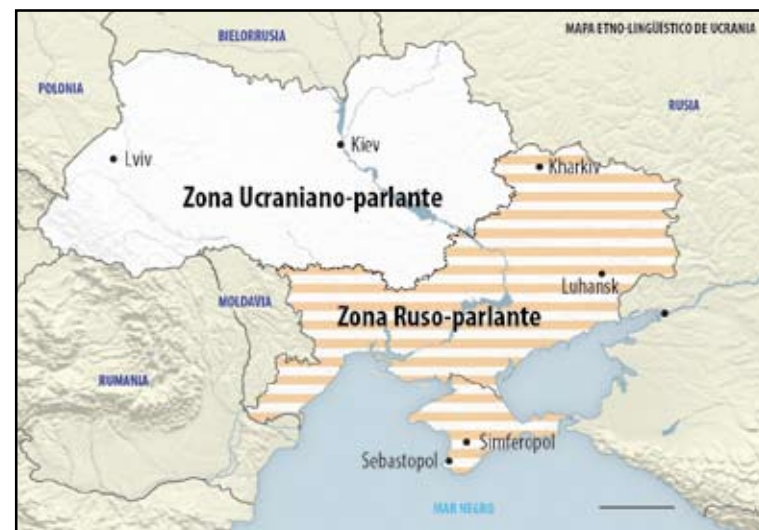 MAPA ETNO-LINGÜÍSTICO DE UCRANIA
BIELORRUSIA
POLONIA
RUSIA
Lviv
Kiev
Kharkiv
Zona Ucraniano-parlante
Luhansk
MOLDAVIA
Zona Ruso-parlante
RUMANIA
Simferopol
Sebastopol
MAR NEGRO